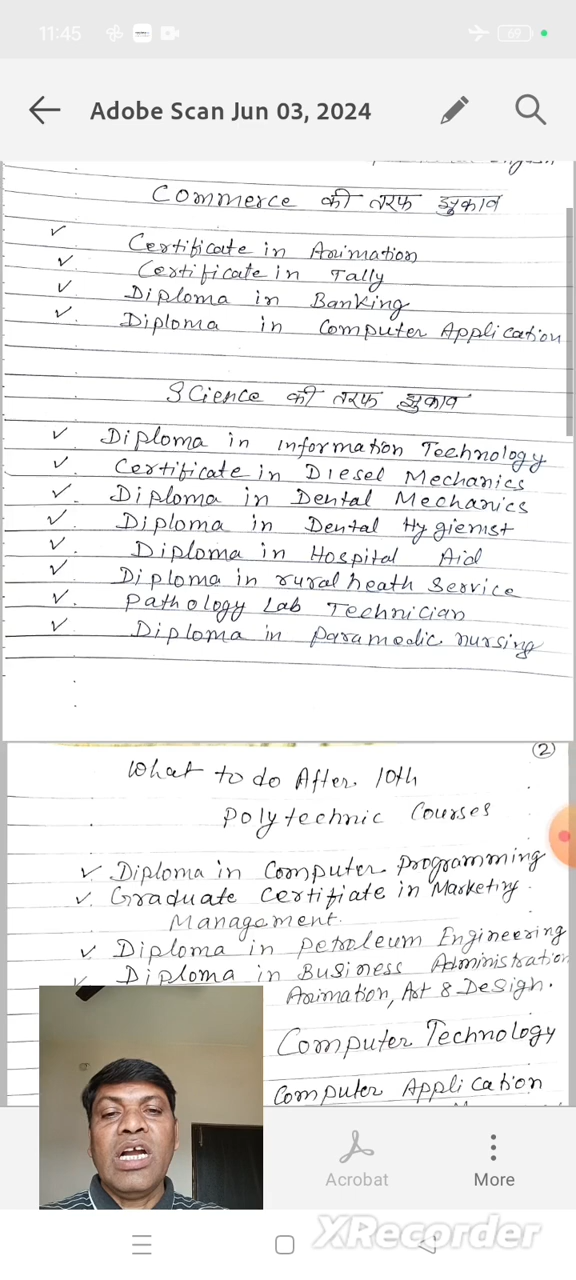 11:45
69
Adobe Scan Jun 03, 2024
Commerce की तरफ झुकाव
✓ Certificate in Animation
✓ Certificate in Tally
✓ Diploma in Banking
✓ Diploma in Computer Application
Science की तरफ झुकाव
✓ Diploma in Information Technology
✓ Certificate in Diesel Mechanics
✓ Diploma in Dental Mechanics
✓ Diploma in Dental Hygienist
✓ Diploma in Hospital Aid
✓ Diploma in rural heath Service
✓ Pathology Lab Technician
✓ Diploma in paramedic nursing
2
What to do After 10th
Polytechnic Courses
✓ Diploma in Computer Programming
✓ Graduate Certifiate in Marketing
Management.
✓ Diploma in Petroleum Engineering
✓ Diploma in Business Administration
Animation, Art & Design.
Computer Technology
Computer Application
Acrobat
More
XRecorder